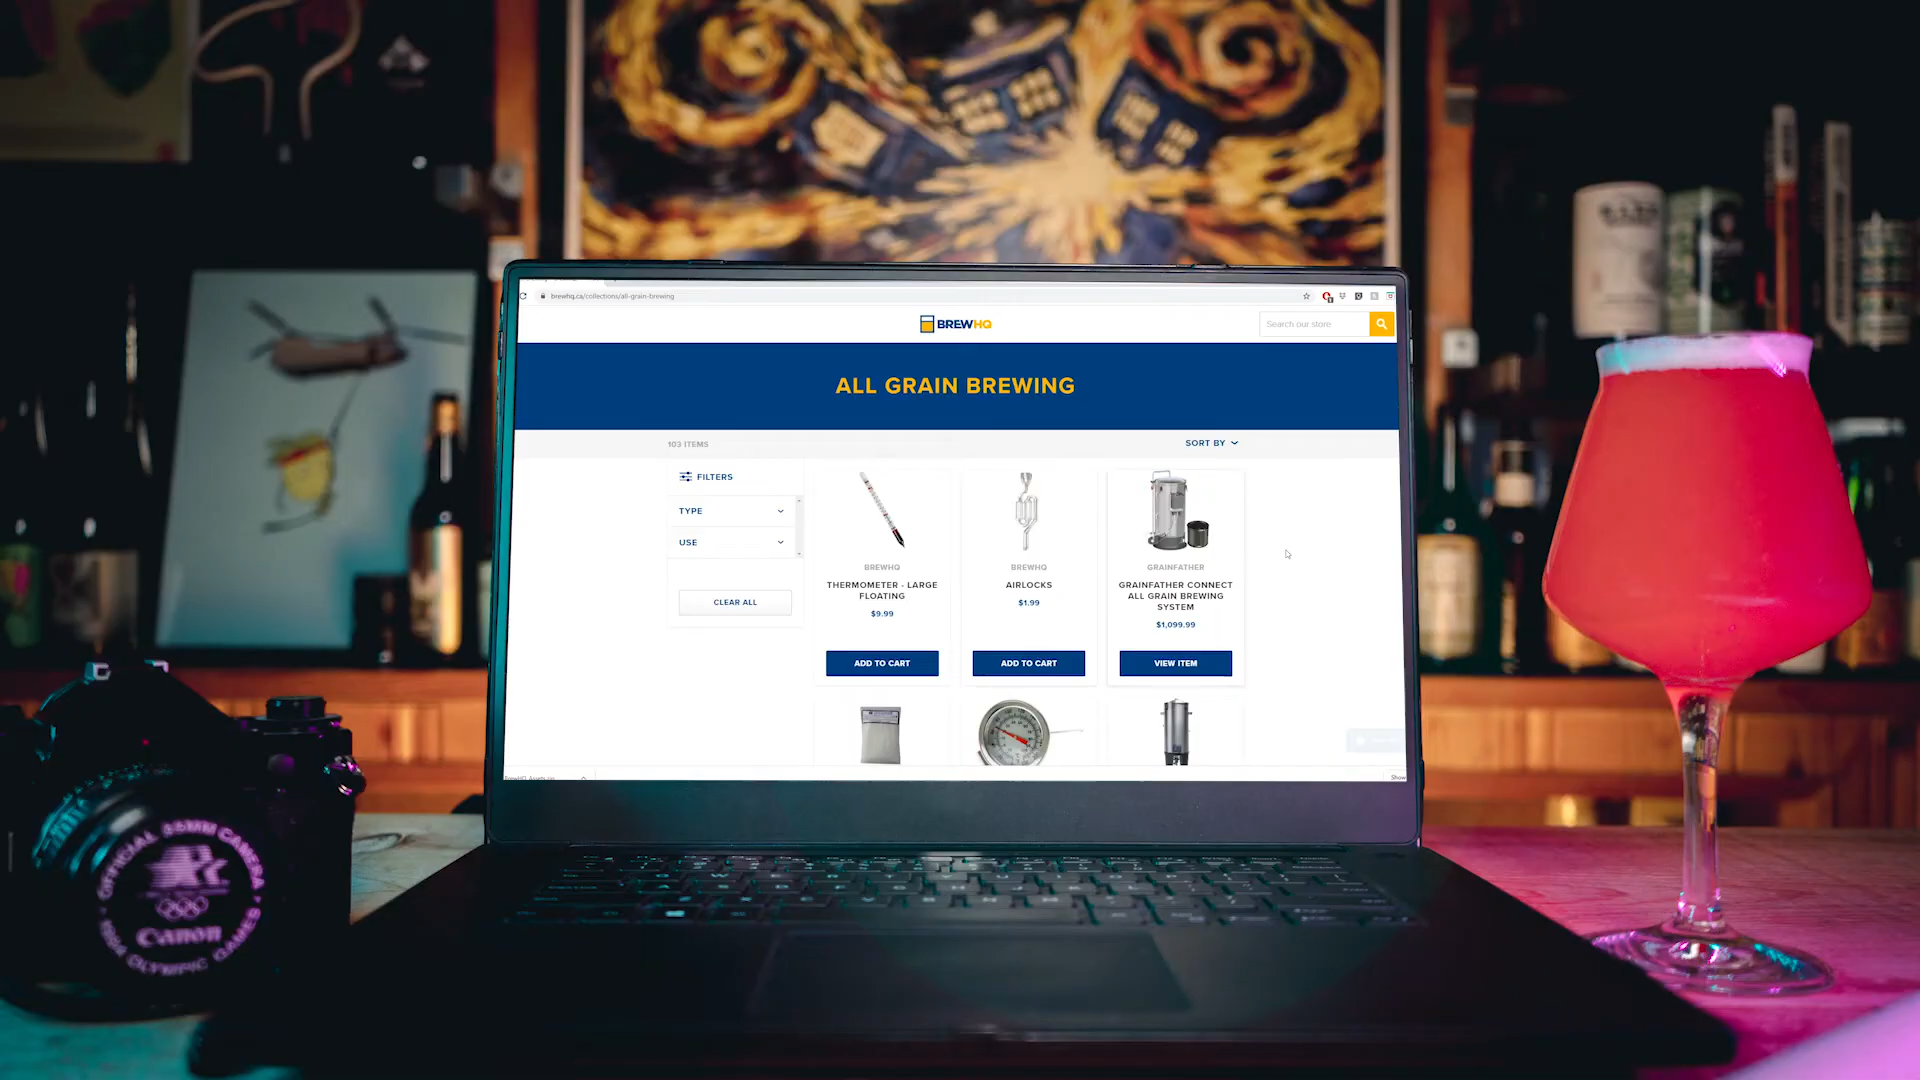 brewhq.ca/collections/all-grain-brewing
BREWHQ
Search our store
ALL GRAIN BREWING
103 ITEMS
SORT BY
FILTERS
TYPE
USE
CLEAR ALL
BREWHQ
THERMOMETER - LARGE
FLOATING
$9.99
ADD TO CART
BREWHQ
AIRLOCKS
$1.99
ADD TO CART
GRAINFATHER
GRAINFATHER CONNECT
ALL GRAIN BREWING
SYSTEM
$1,099.99
VIEW ITEM
Show
OFFICIAL 35MM CAMERA
Canon
1984 OLYMPIC GAMES